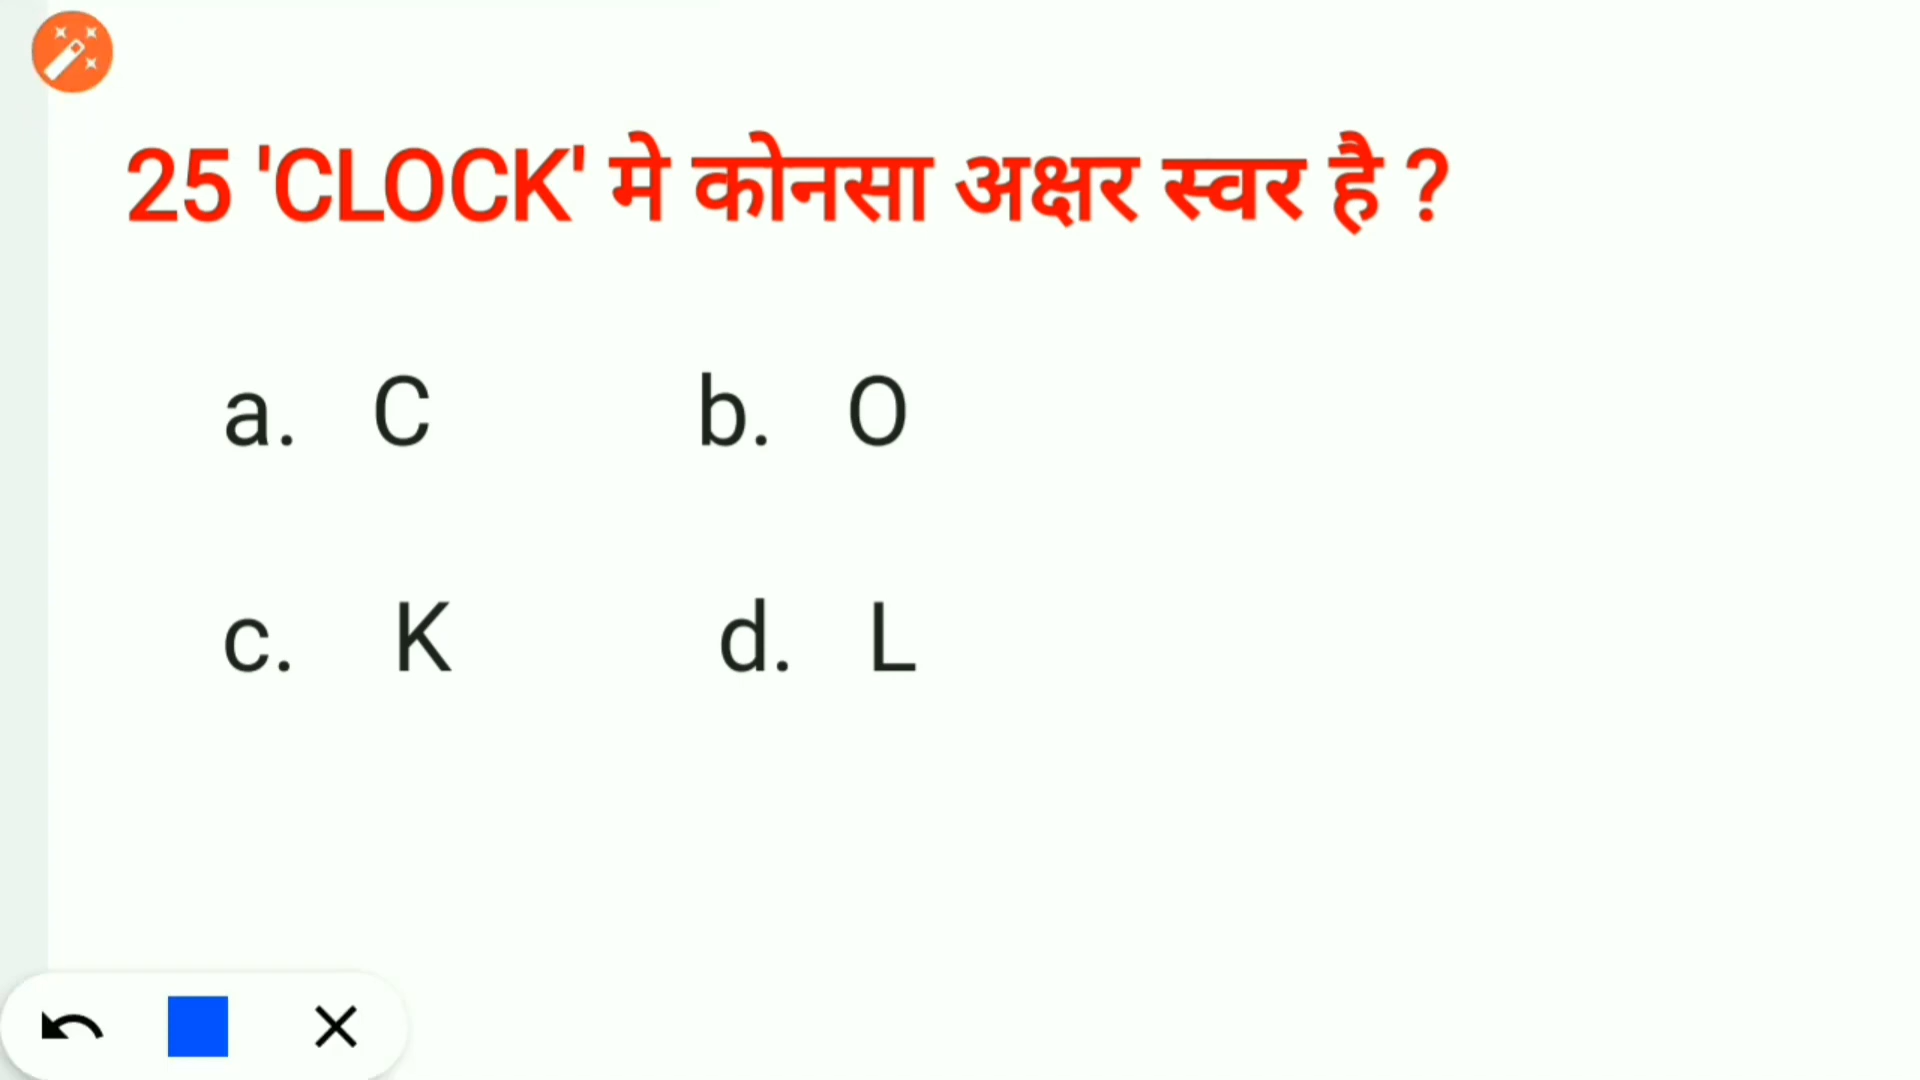 25 'CLOCK' मे कोनसा अक्षर स्वर है ?
a. C b. O
c. K d. L